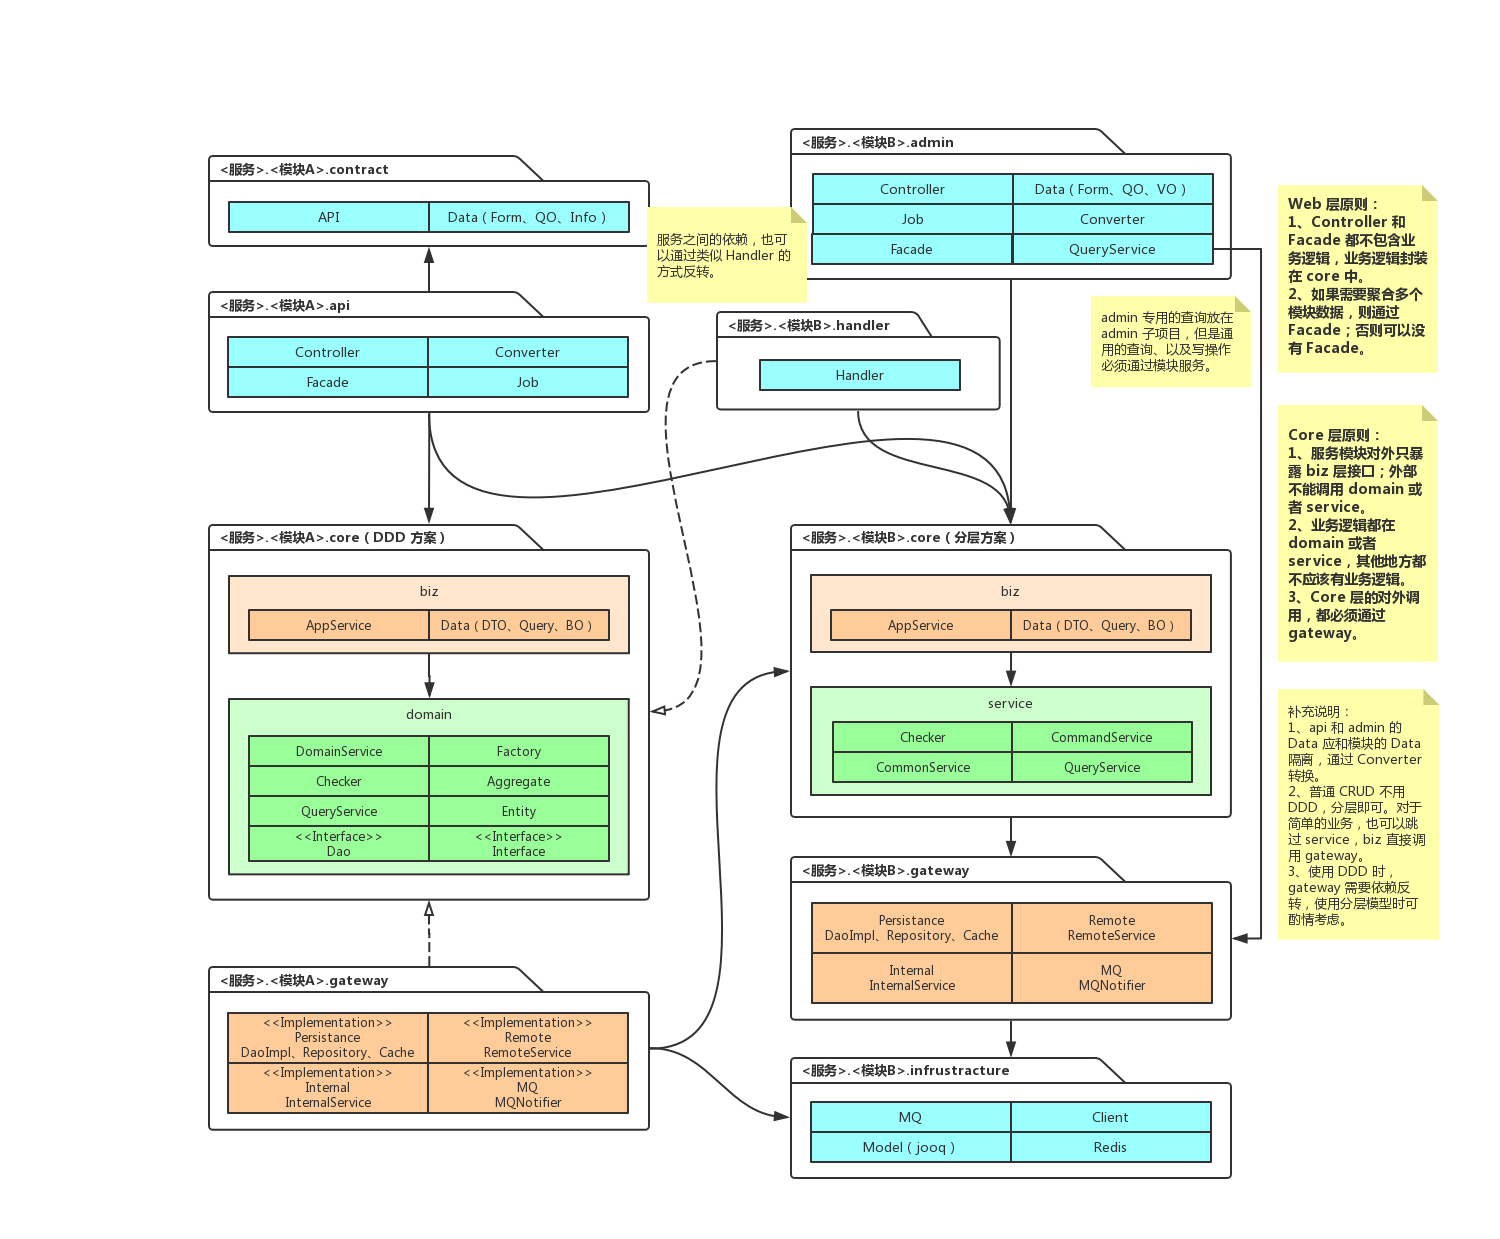 <服务>.<模块A>.contract
API
Data（Form、QO、Info）
<服务>.<模块B>.admin
Controller
Data（Form、QO、VO）
Job
Converter
Facade
QueryService
服务之间的依赖，也可
以通过类似 Handler 的
方式反转。
Web 层原则：
1、Controller 和
Facade 都不包含业
务逻辑，业务逻辑封装
在 core 中。
2、如果需要聚合多个
模块数据，则通过
Facade；否则可以没
有 Facade。
<服务>.<模块A>.api
Controller
Converter
Facade
Job
<服务>.<模块B>.handler
Handler
admin 专用的查询放在
admin 子项目，但是通
用的查询、以及写操作
必须通过模块服务。
Core 层原则：
1、服务模块对外只暴
露 biz 层接口；外部
不能调用 domain 或
者 service。
2、业务逻辑都在
domain 或者
service，其他地方都
不应该有业务逻辑。
3、Core 层的对外调
用，都必须通过
gateway。
<服务>.<模块A>.core（DDD 方案）
biz
AppService
Data（DTO、Query、BO）
domain
DomainService
Factory
Checker
Aggregate
QueryService
Entity
<<Interface>>
Dao
<<Interface>>
Interface
<服务>.<模块B>.core（分层方案）
biz
AppService
Data（DTO、Query、BO）
service
Checker
CommandService
CommonService
QueryService
补充说明：
1、api 和 admin 的
Data 应和模块的 Data
隔离，通过 Converter
转换。
2、普通 CRUD 不用
DDD，分层即可。对于
简单的业务，也可以跳
过 service，biz 直接调
用 gateway。
3、使用 DDD 时，
gateway 需要依赖反
转，使用分层模型时可
酌情考虑。
<服务>.<模块B>.gateway
Persistance
DaoImpl、Repository、Cache
Remote
RemoteService
Internal
InternalService
MQ
MQNotifier
<服务>.<模块A>.gateway
<<Implementation>>
Persistance
DaoImpl、Repository、Cache
<<Implementation>>
Remote
RemoteService
<<Implementation>>
Internal
InternalService
<<Implementation>>
MQ
MQNotifier
<服务>.<模块B>.infrustracture
MQ
Client
Model（jooq）
Redis